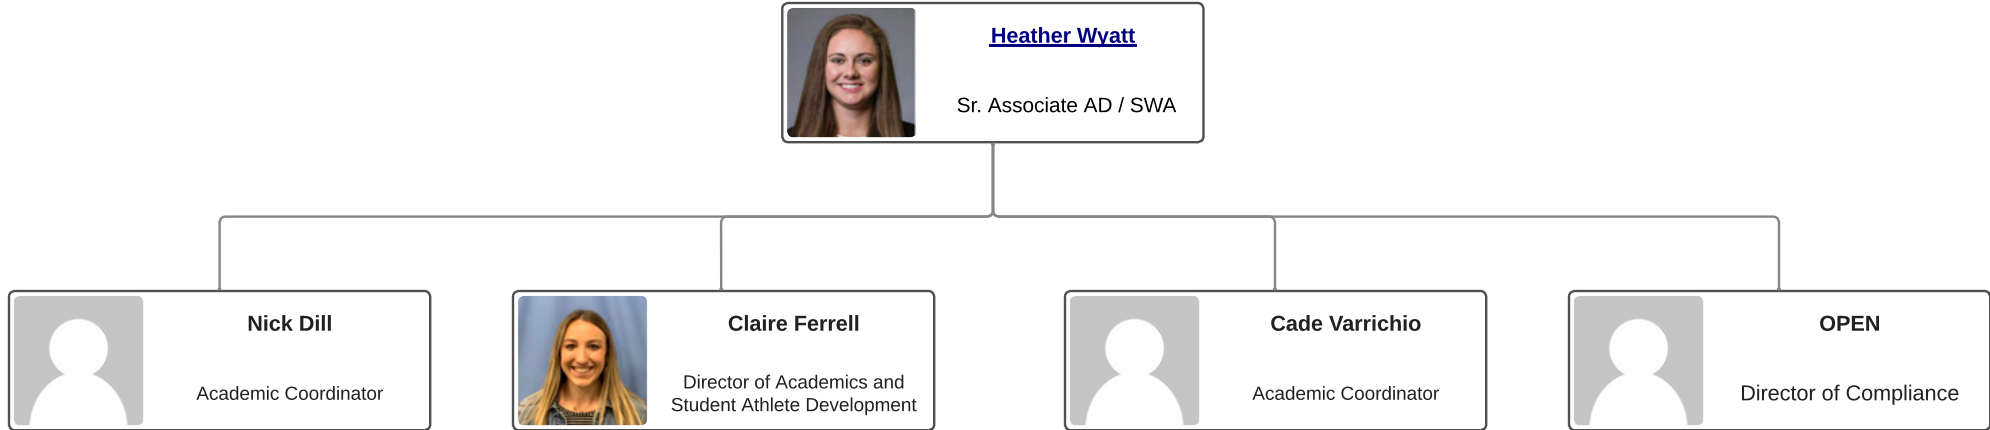 Heather Wyatt
Sr. Associate AD / SWA
Nick Dill
Academic Coordinator
Claire Ferrell
Director of Academics and
Student Athlete Development
Cade Varrichio
Academic Coordinator
OPEN
Director of Compliance